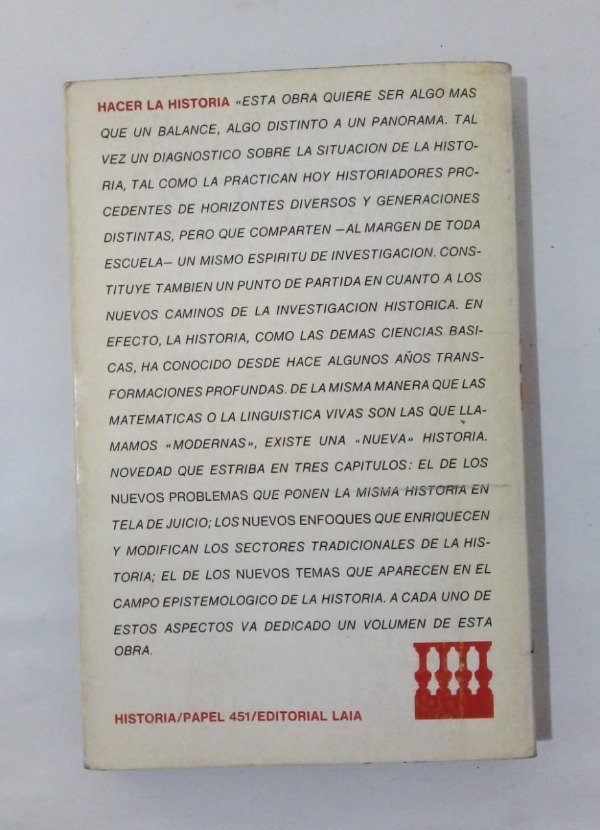 HACER LA HISTORIA «ESTA OBRA QUIERE SER ALGO MAS
QUE UN BALANCE, ALGO DISTINTO A UN PANORAMA. TAL
VEZ UN DIAGNOSTICO SOBRE LA SITUACION DE LA HISTO-
RIA, TAL COMO LA PRACTICAN HOY HISTORIADORES PRO-
CEDENTES DE HORIZONTES DIVERSOS Y GENERACIONES
DISTINTAS, PERO QUE COMPARTEN —AL MARGEN DE TODA
ESCUELA— UN MISMO ESPIRITU DE INVESTIGACION. CONS-
TITUYE TAMBIEN UN PUNTO DE PARTIDA EN CUANTO A LOS
NUEVOS CAMINOS DE LA INVESTIGACION HISTORICA. EN
EFECTO, LA HISTORIA, COMO LAS DEMAS CIENCIAS BASI-
CAS, HA CONOCIDO DESDE HACE ALGUNOS AÑOS TRANS-
FORMACIONES PROFUNDAS. DE LA MISMA MANERA QUE LAS
MATEMATICAS O LA LINGUISTICA VIVAS SON LAS QUE LLA-
MAMOS «MODERNAS», EXISTE UNA «NUEVA» HISTORIA.
NOVEDAD QUE ESTRIBA EN TRES CAPITULOS: EL DE LOS
NUEVOS PROBLEMAS QUE PONEN LA MISMA HISTORIA EN
TELA DE JUICIO; LOS NUEVOS ENFOQUES QUE ENRIQUECEN
Y MODIFICAN LOS SECTORES TRADICIONALES DE LA HIS-
TORIA; EL DE LOS NUEVOS TEMAS QUE APARECEN EN EL
CAMPO EPISTEMOLOGICO DE LA HISTORIA. A CADA UNO DE
ESTOS ASPECTOS VA DEDICADO UN VOLUMEN DE ESTA
OBRA.
HISTORIA/PAPEL 451/EDITORIAL LAIA